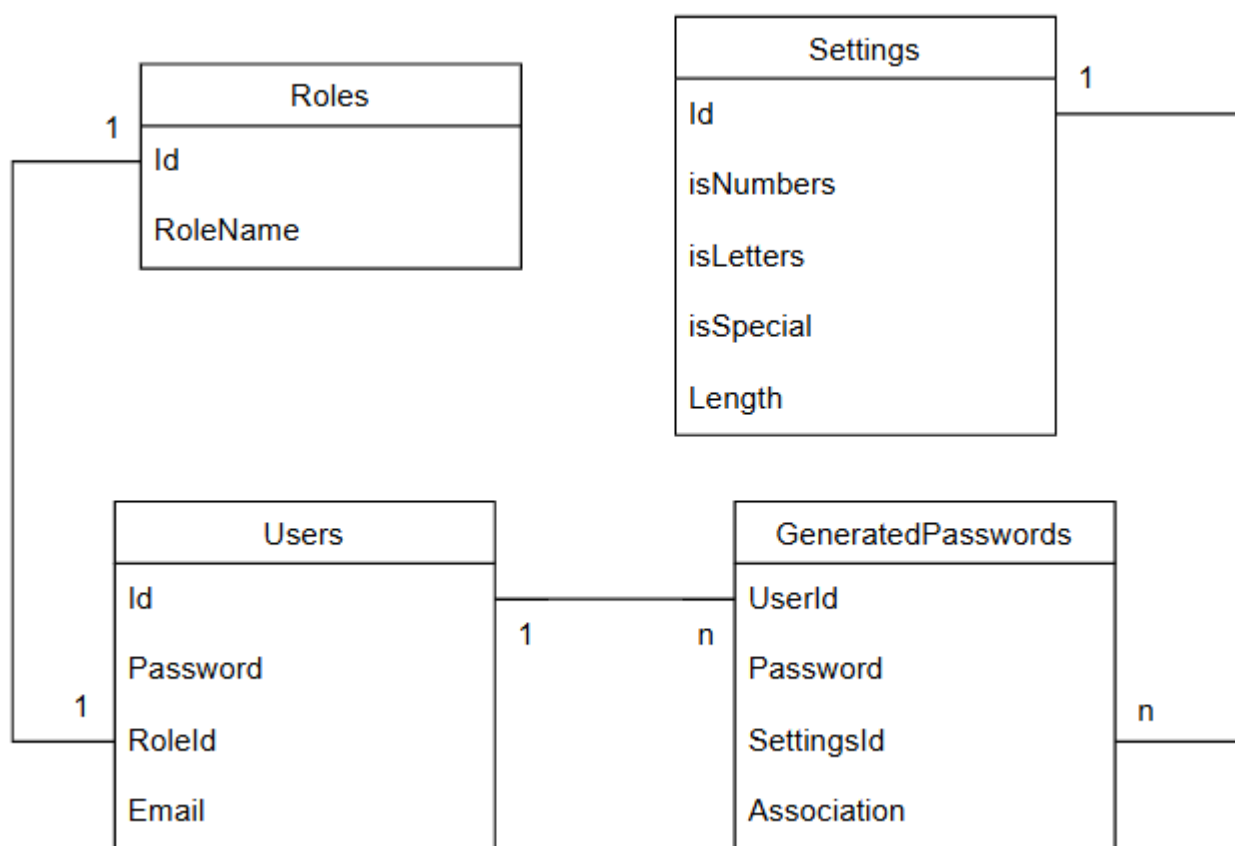 Settings
1
Id
isNumbers
isLetters
isSpecial
Length
Roles
1
Id
RoleName
Users
Id
Password
1
RoleId
Email
1
n
GeneratedPasswords
UserId
Password
SettingsId
n
Association